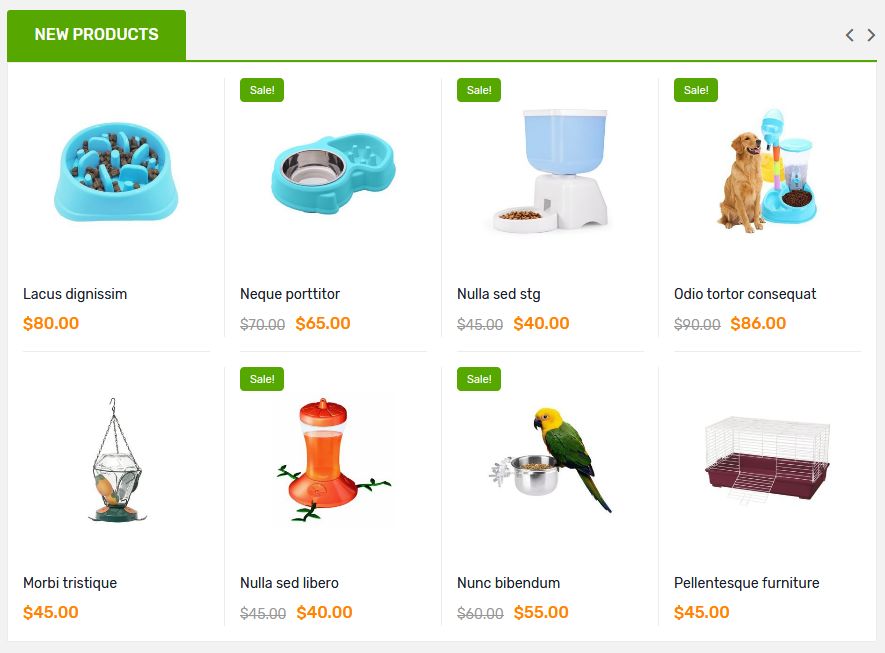 NEW PRODUCTS
Lacus dignissim
$80.00
Sale!
Neque porttitor
$70.00 $65.00
Sale!
Nulla sed stg
$45.00 $40.00
Sale!
Odio tortor consequat
$90.00 $86.00
Morbi tristique
$45.00
Sale!
Nulla sed libero
$45.00 $40.00
Sale!
Nunc bibendum
$60.00 $55.00
Pellentesque furniture
$45.00